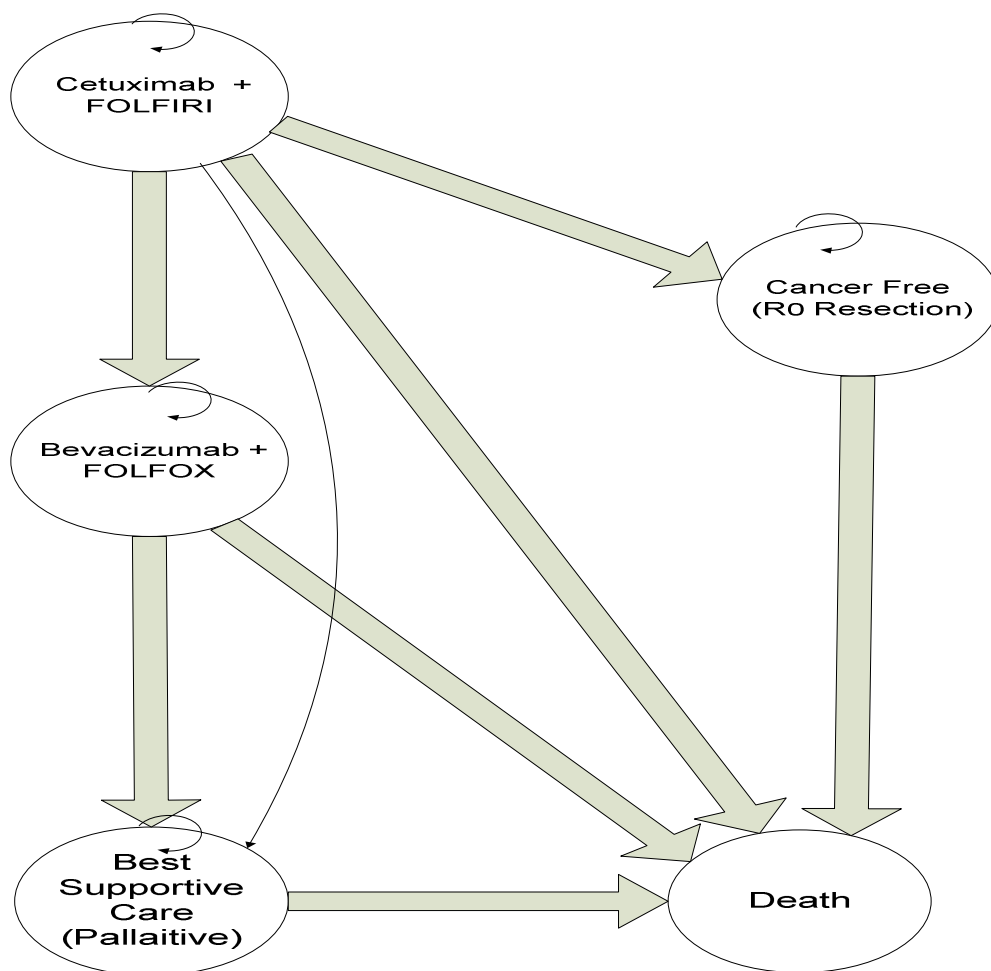 Cetuximab +
FOLFIRI
Cancer Free
(R0 Resection)
Bevacizumab +
FOLFOX
Best
Supportive
Care
(Pallaitive)
Death